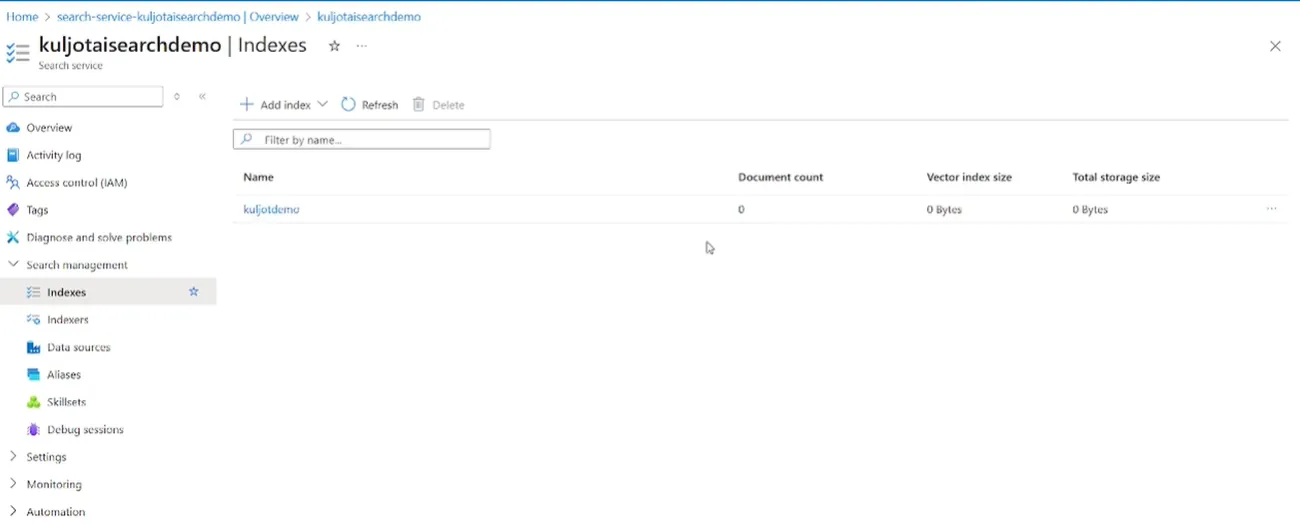 Home > search-service-kuljotaisearchdemo | Overview > kuljotaisearchdemo
kuljotaisearchdemo | Indexes ☆ ...
Search service
Search
Overview
Activity log
Access control (IAM)
Tags
Diagnose and solve problems
Search management
Indexes
Indexers
Data sources
Aliases
Skillsets
Debug sessions
Settings
Monitoring
Automation
Add index Refresh Delete
Filter by name...
Name Document count Vector index size Total storage size
kuljotdemo 0 0 Bytes 0 Bytes ...